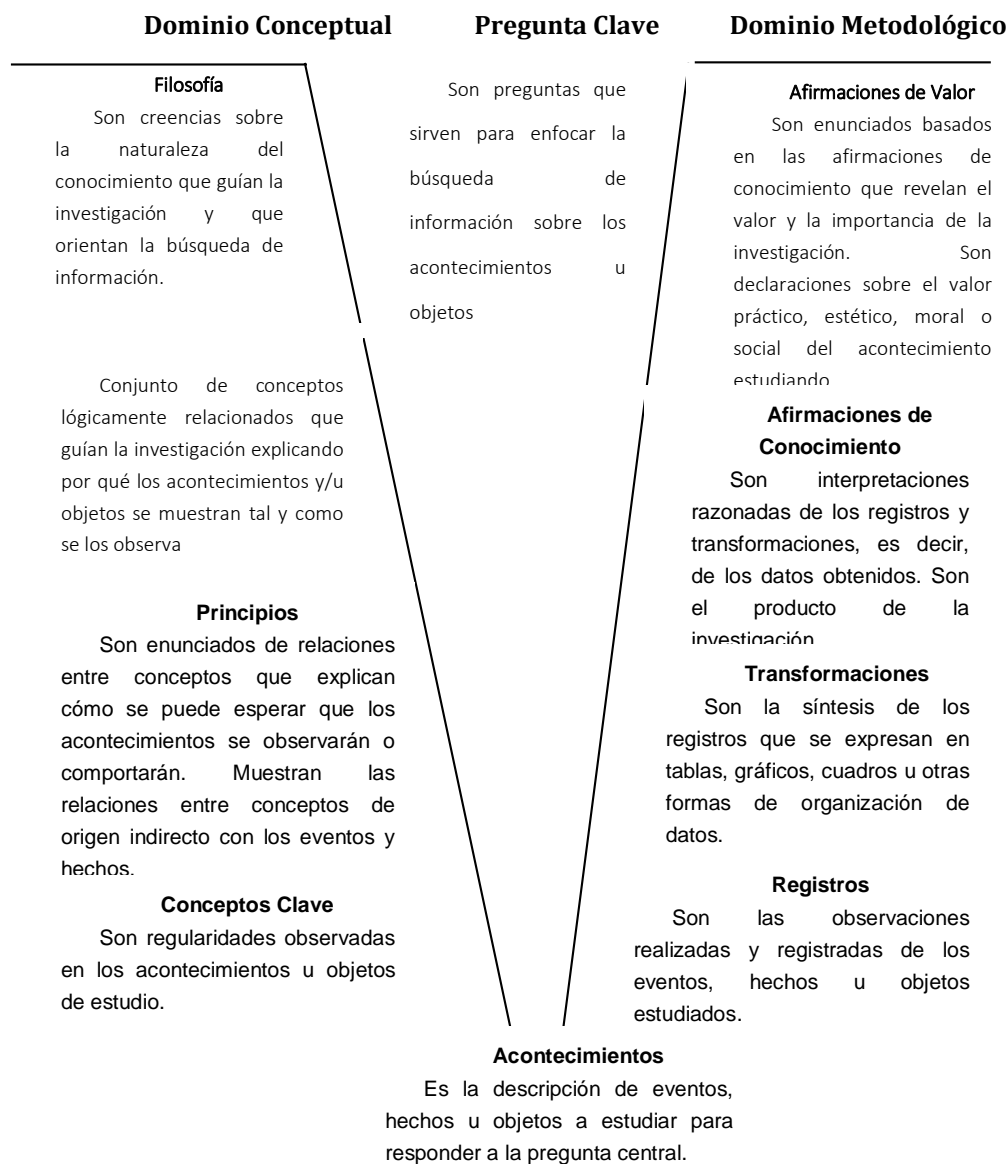 Dominio Conceptual
Filosofía
Son creencias sobre
la naturaleza del
conocimiento que guían la
investigación y que
orientan la búsqueda de
información.
Conjunto de conceptos
lógicamente relacionados que
guían la investigación explicando
por qué los acontecimientos y/u
objetos se muestran tal y como
se los observa
Principios
Son enunciados de relaciones
entre conceptos que explican
cómo se puede esperar que los
acontecimientos se observarán o
comportarán. Muestran las
relaciones entre conceptos de
origen indirecto con los eventos y
hechos.
Conceptos Clave
Son regularidades observadas
en los acontecimientos u objetos
de estudio.
Pregunta Clave
Son preguntas que
sirven para enfocar la
búsqueda de
información sobre los
acontecimientos u
objetos
Dominio Metodológico
Afirmaciones de Valor
Son enunciados basados
en las afirmaciones de
conocimiento que revelan el
valor y la importancia de la
investigación. Son
declaraciones sobre el valor
práctico, estético, moral o
social del acontecimiento
estudiando
Afirmaciones de
Conocimiento
Son interpretaciones
razonadas de los registros y
transformaciones, es decir,
de los datos obtenidos. Son
el producto de la
investigación
Transformaciones
Son la síntesis de los
registros que se expresan en
tablas, gráficos, cuadros u otras
formas de organización de
datos.
Registros
Son las observaciones
realizadas y registradas de los
eventos, hechos u objetos
estudiados.
Acontecimientos
Es la descripción de eventos,
hechos u objetos a estudiar para
responder a la pregunta central.